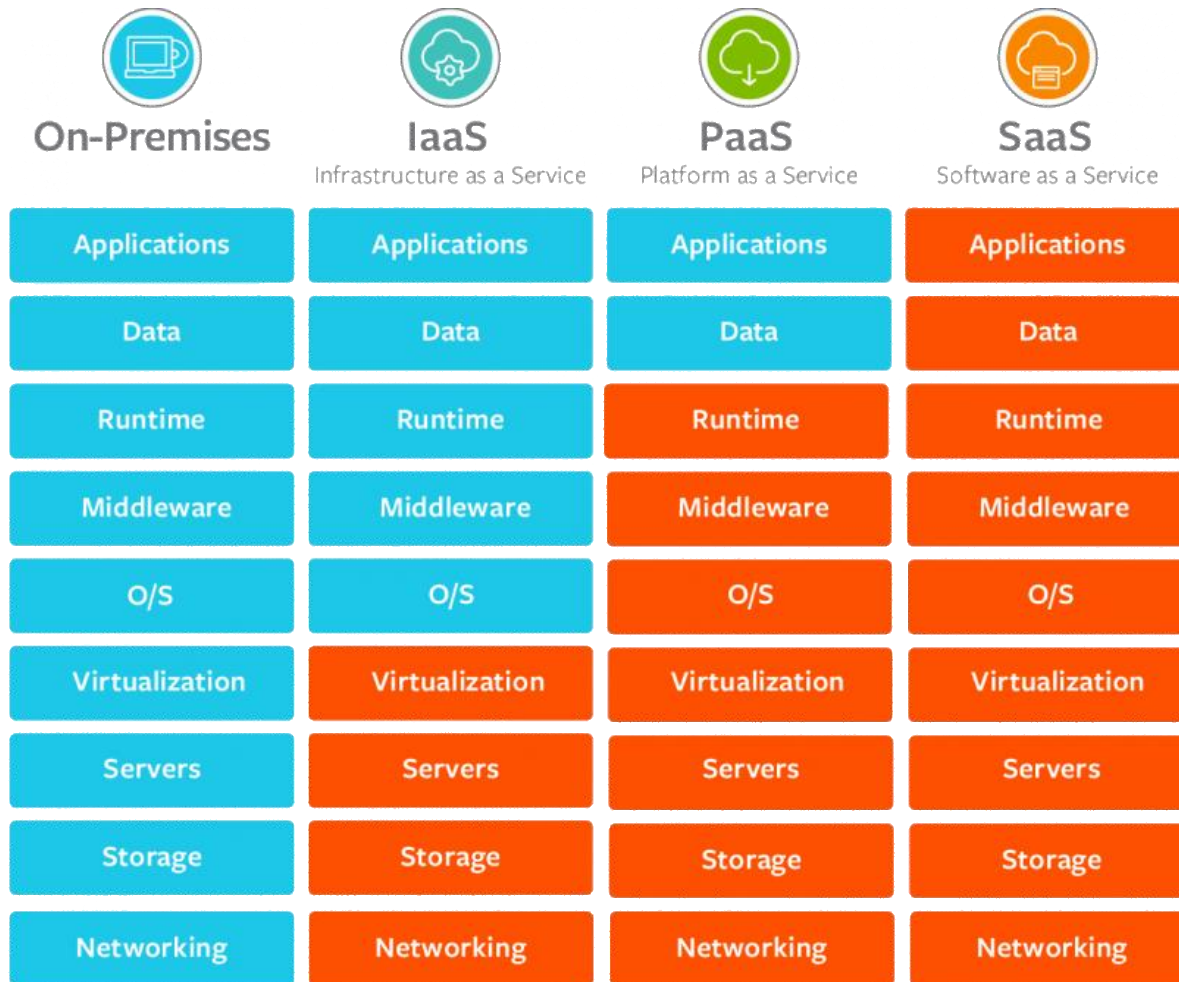 On-Premises IaaS PaaS SaaS
Infrastructure as a Service Platform as a Service Software as a Service
Applications Applications Applications Applications
Data Data Data Data
Runtime Runtime Runtime Runtime
Middleware Middleware Middleware Middleware
O/S O/S O/S O/S
Virtualization Virtualization Virtualization Virtualization
Servers Servers Servers Servers
Storage Storage Storage Storage
Networking Networking Networking Networking